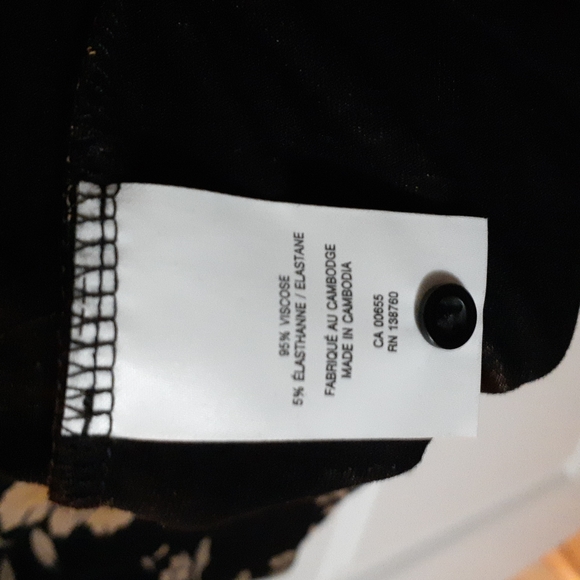 95% VISCOSE
5% ÉLASTHANNE / ELASTANE
FABRIQUÉ AU CAMBODGE
MADE IN CAMBODIA
CA 00655
RN 138760